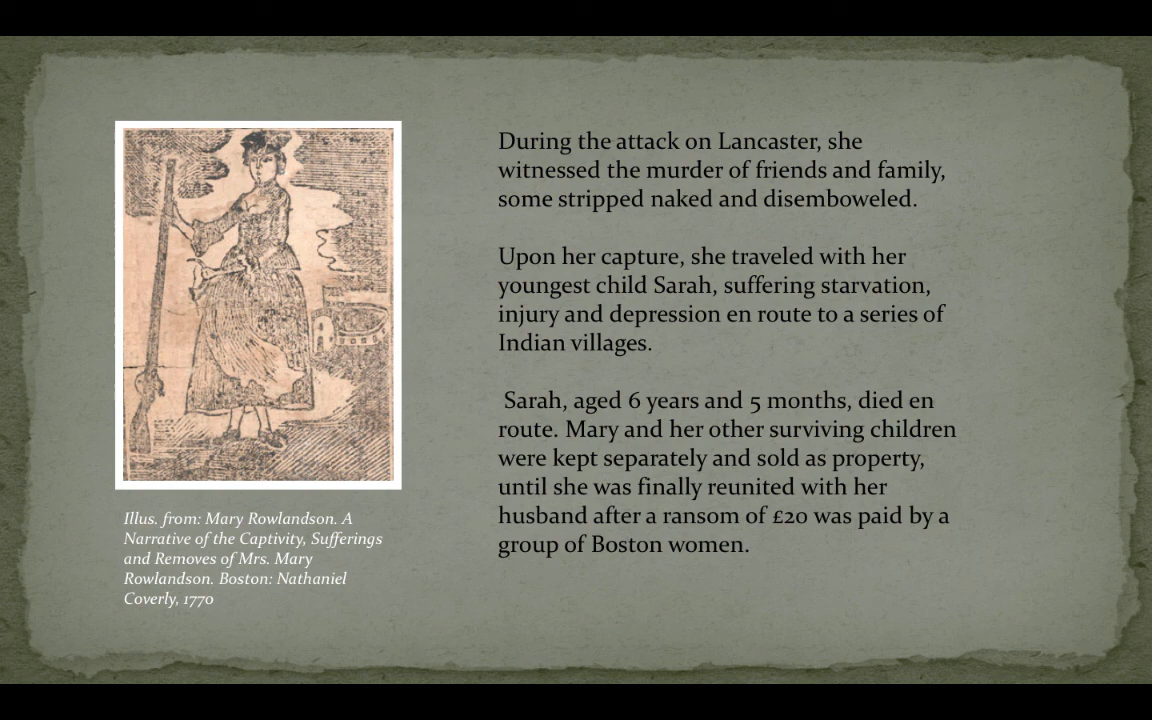 During the attack on Lancaster, she
witnessed the murder of friends and family,
some stripped naked and disemboweled.
Upon her capture, she traveled with her
youngest child Sarah, suffering starvation,
injury and depression en route to a series of
Indian villages.
Sarah, aged 6 years and 5 months, died en
route. Mary and her other surviving children
were kept separately and sold as property,
until she was finally reunited with her
husband after a ransom of £20 was paid by a
group of Boston women.
Illus. from: Mary Rowlandson. A
Narrative of the Captivity, Sufferings
and Removes of Mrs. Mary
Rowlandson. Boston: Nathaniel
Coverly, 1770